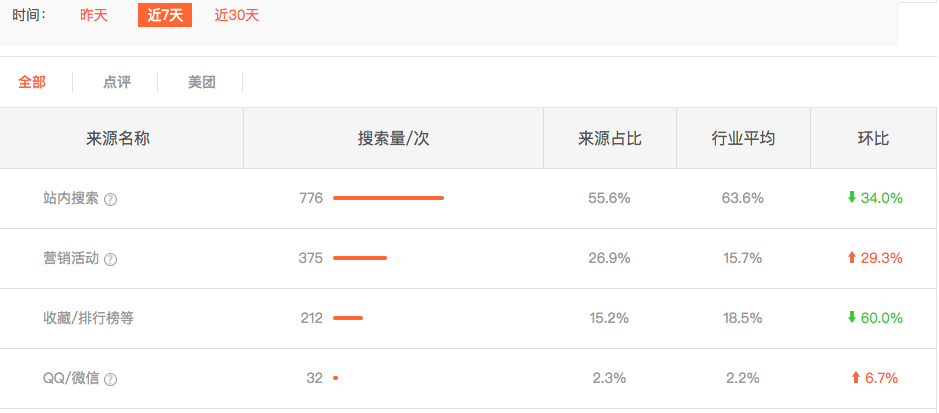 时间： 昨天 近7天 近30天
全部 点评 美团
来源名称 搜索量/次 来源占比 行业平均 环比
站内搜索 ? 776 55.6% 63.6% 34.0%
营销活动 ? 375 26.9% 15.7% 29.3%
收藏/排行榜等 212 15.2% 18.5% 60.0%
QQ/微信 ? 32 2.3% 2.2% 6.7%